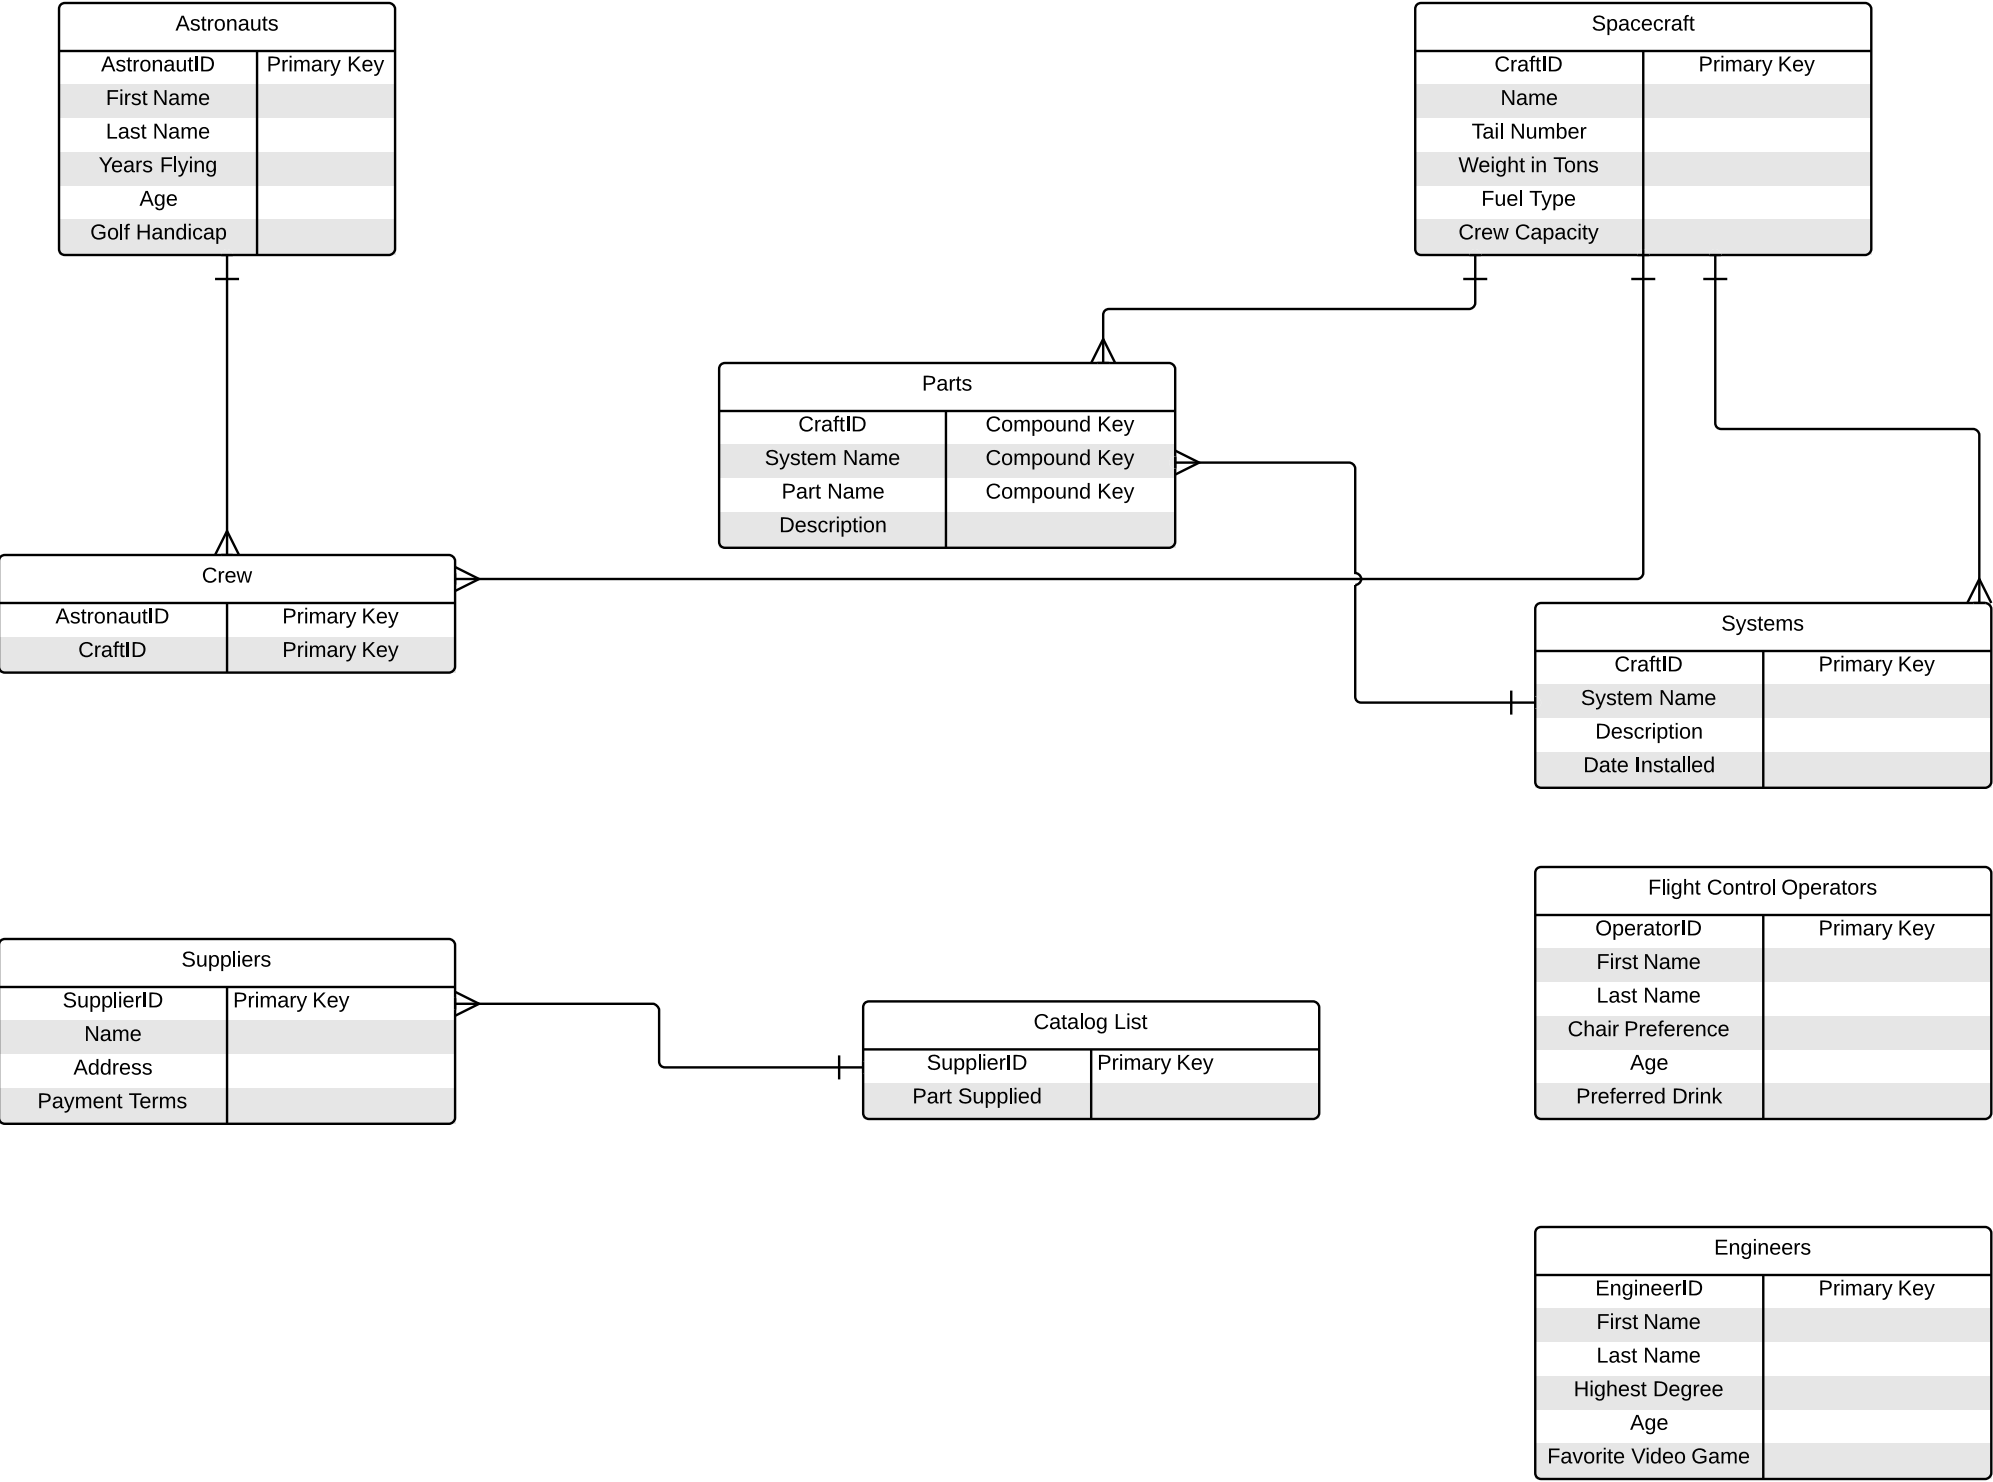 Astronauts
AstronautID Primary Key
First Name
Last Name
Years Flying
Age
Golf Handicap
Spacecraft
CraftID Primary Key
Name
Tail Number
Weight in Tons
Fuel Type
Crew Capacity
Parts
CraftID Compound Key
System Name Compound Key
Part Name Compound Key
Description
Crew
AstronautID Primary Key
CraftID Primary Key
Systems
CraftID Primary Key
System Name
Description
Date Installed
Suppliers
SupplierID Primary Key
Name
Address
Payment Terms
Catalog List
SupplierID Primary Key
Part Supplied
Flight Control Operators
OperatorID Primary Key
First Name
Last Name
Chair Preference
Age
Preferred Drink
Engineers
EngineerID Primary Key
First Name
Last Name
Highest Degree
Age
Favorite Video Game